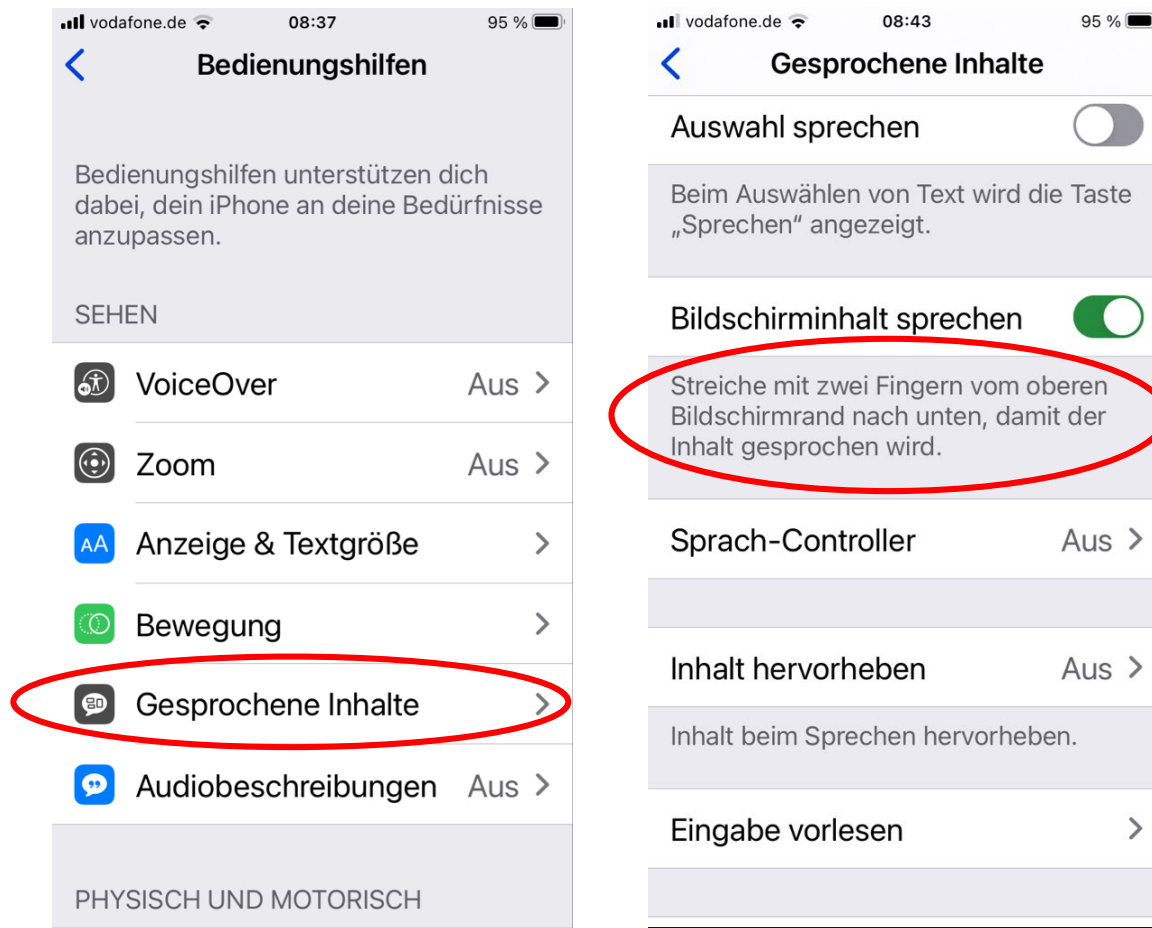 vodafone.de 08:37 95 %
Bedienungshilfen
Bedienungshilfen unterstützen dich
dabei, dein iPhone an deine Bedürfnisse
anzupassen.
SEHEN
VoiceOver Aus
Zoom Aus
AA Anzeige & Textgröße
Bewegung
Gesprochene Inhalte
Audiobeschreibungen Aus
PHYSISCH UND MOTORISCH
vodafone.de 08:43 95 %
Gesprochene Inhalte
Auswahl sprechen
Beim Auswählen von Text wird die Taste
„Sprechen“ angezeigt.
Bildschirminhalt sprechen
Streiche mit zwei Fingern vom oberen
Bildschirmrand nach unten, damit der
Inhalt gesprochen wird.
Sprach-Controller Aus
Inhalt hervorheben Aus
Inhalt beim Sprechen hervorheben.
Eingabe vorlesen